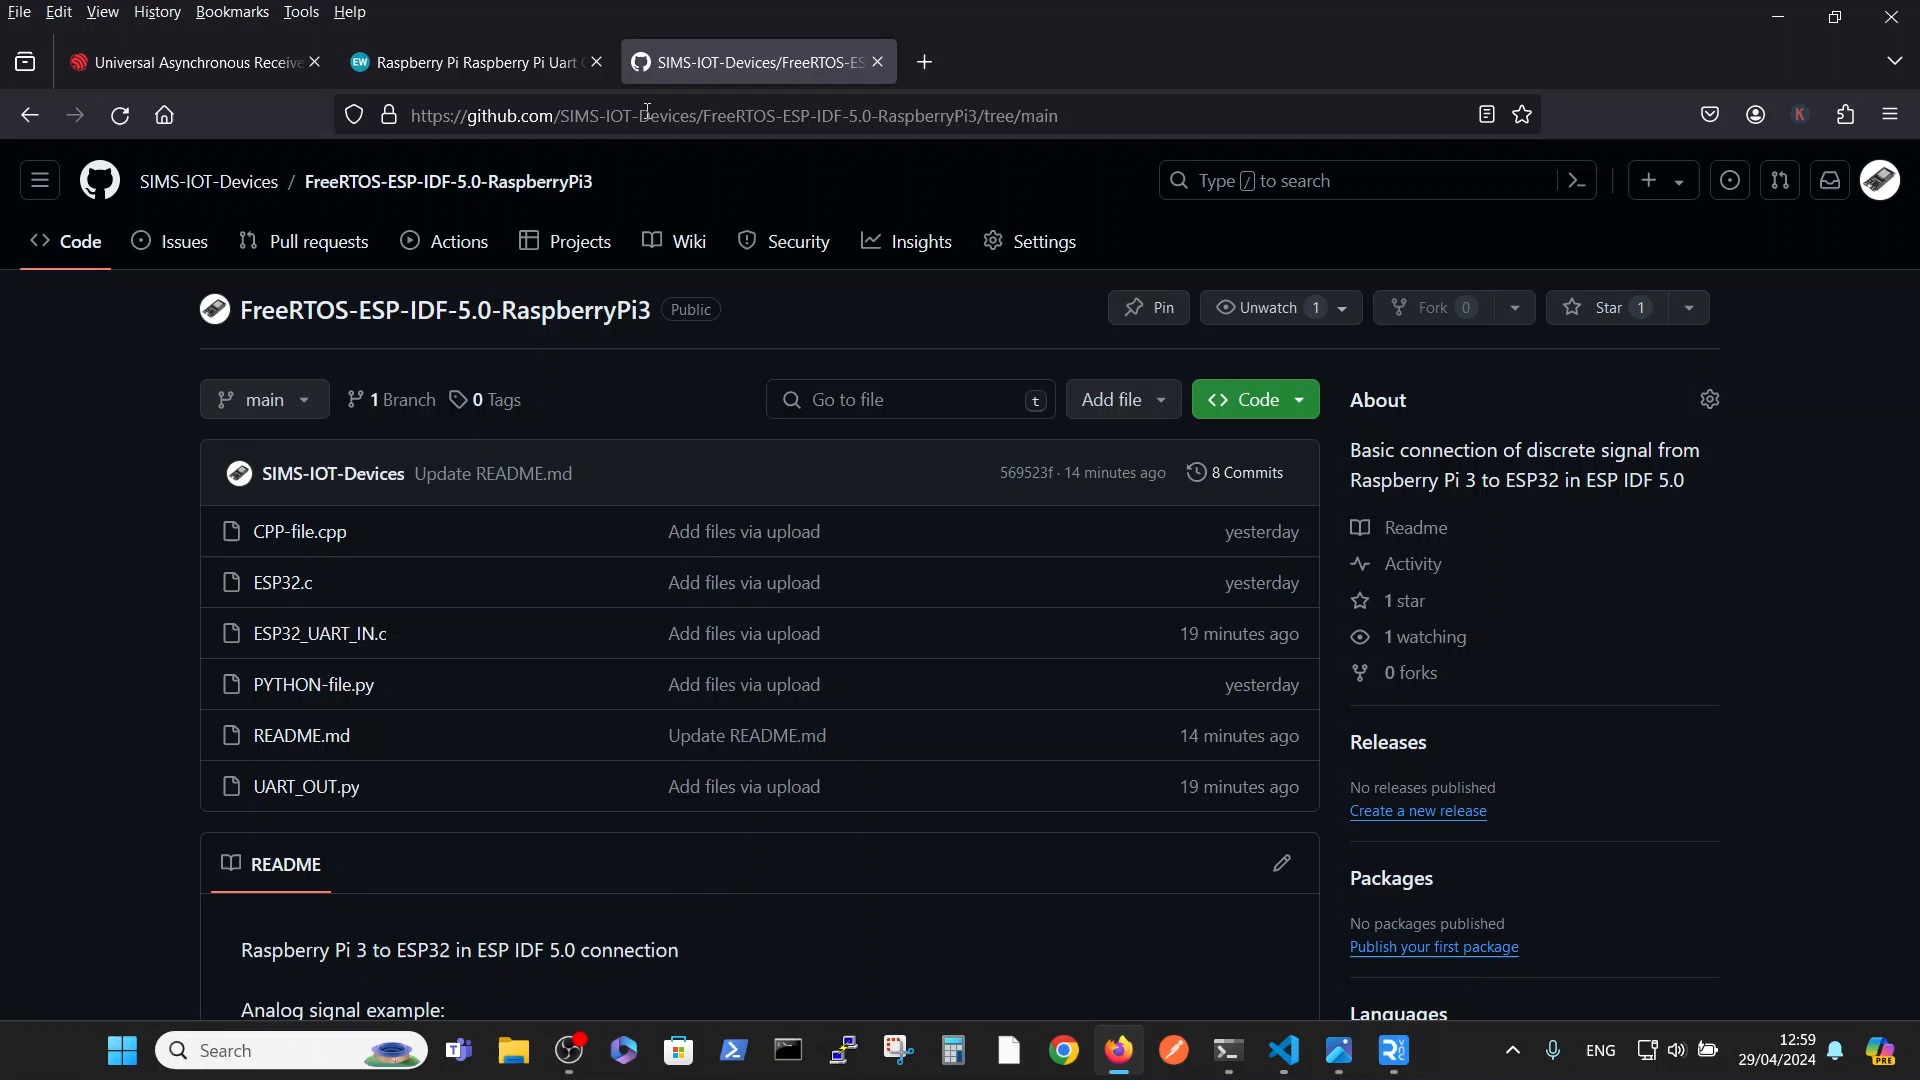 File Edit View History Bookmarks Tools Help
Universal Asynchronous Receive
EW Raspberry Pi Raspberry Pi Uart
SIMS-IOT-Devices/FreeRTOS-ES
https://github.com/SIMS-IOT-Devices/FreeRTOS-ESP-IDF-5.0-RaspberryPi3/tree/main
K
SIMS-IOT-Devices / FreeRTOS-ESP-IDF-5.0-RaspberryPi3
Type / to search
Code Issues Pull requests Actions Projects Wiki Security Insights Settings
FreeRTOS-ESP-IDF-5.0-RaspberryPi3 Public
Pin Unwatch 1 Fork 0 Star 1
main 1 Branch 0 Tags Go to file t Add file Code
About
Basic connection of discrete signal from
Raspberry Pi 3 to ESP32 in ESP IDF 5.0
Readme
Activity
1 star
1 watching
0 forks
Releases
No releases published
Create a new release
Packages
No packages published
Publish your first package
Languages
SIMS-IOT-Devices Update README.md 569523f · 14 minutes ago 8 Commits
CPP-file.cpp Add files via upload yesterday
ESP32.c Add files via upload yesterday
ESP32_UART_IN.c Add files via upload 19 minutes ago
PYTHON-file.py Add files via upload yesterday
README.md Update README.md 14 minutes ago
UART_OUT.py Add files via upload 19 minutes ago
README
Raspberry Pi 3 to ESP32 in ESP IDF 5.0 connection
Analog signal example:
Search
ENG
12:59
29/04/2024
PRE